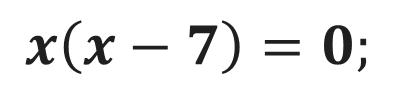 x(x − 7) = 0;